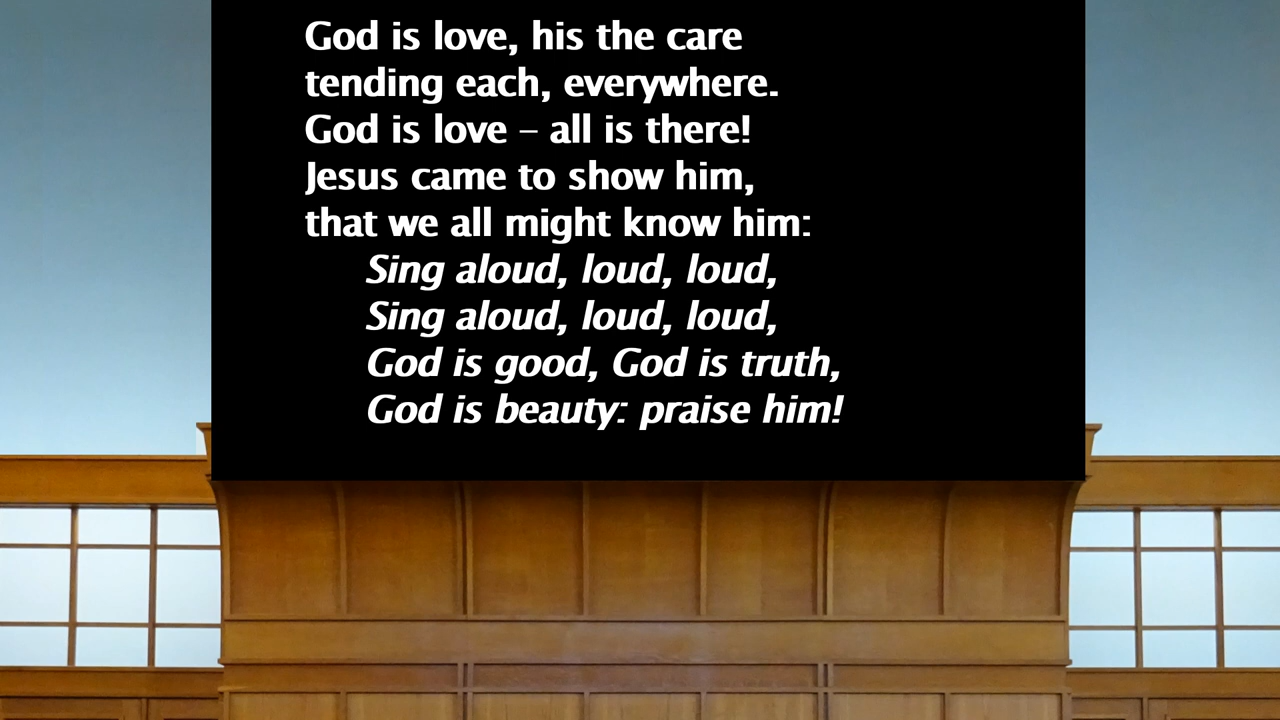 God is love, his the care
tending each, everywhere.
God is love – all is there!
Jesus came to show him,
that we all might know him:
Sing aloud, loud, loud,
Sing aloud, loud, loud,
God is good, God is truth,
God is beauty: praise him!